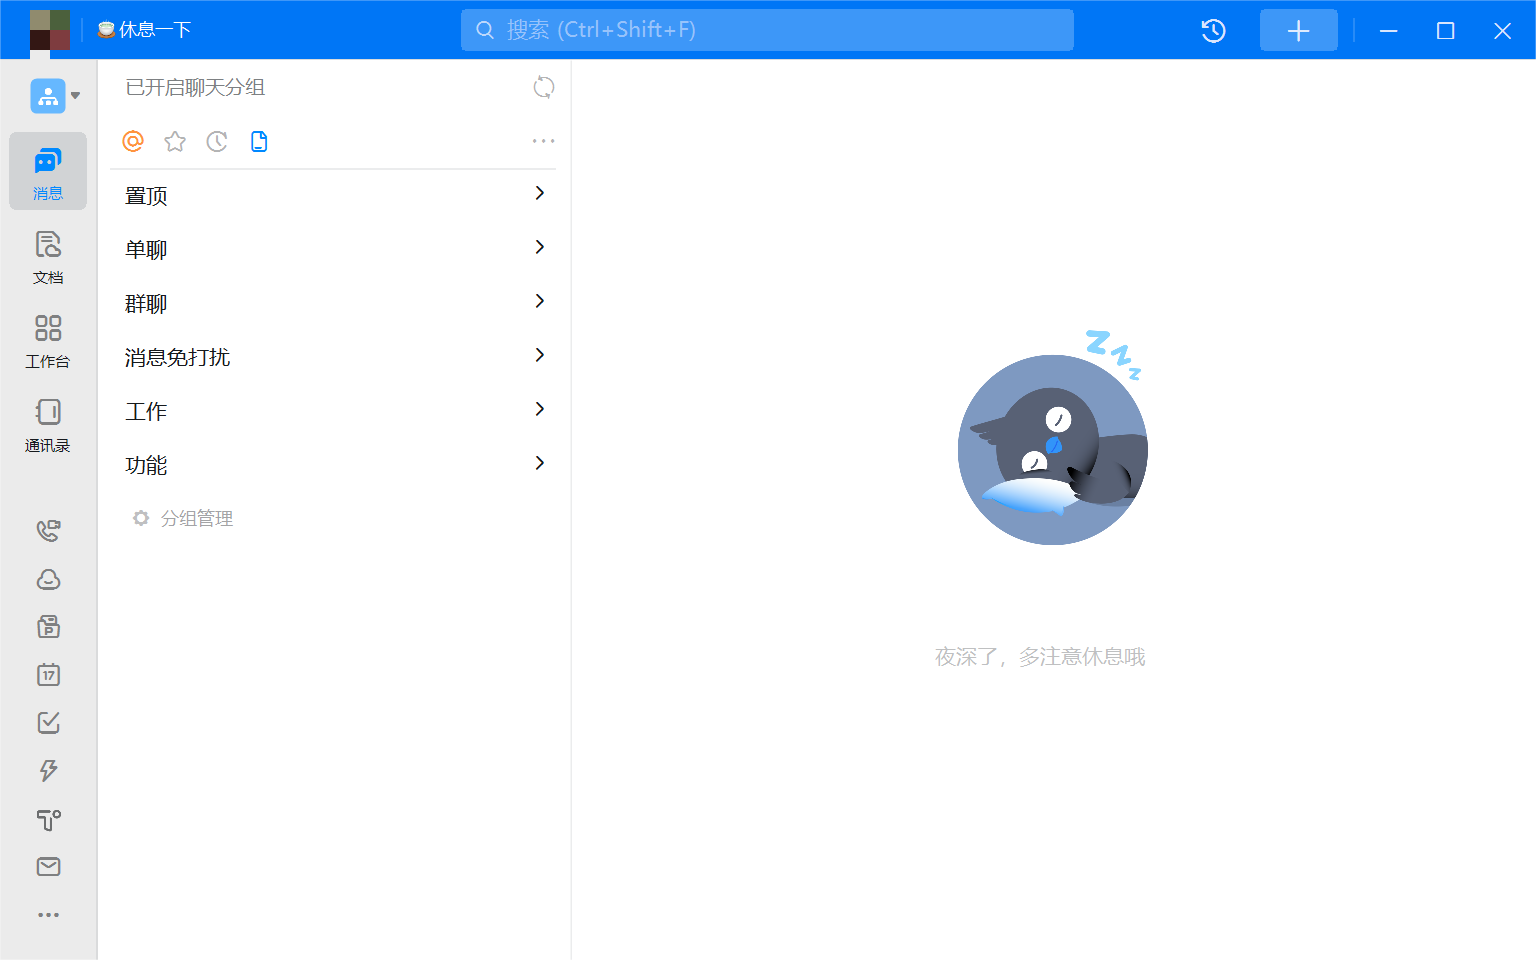 休息一下
搜索 (Ctrl+Shift+F)
已开启聊天分组
消息
文档
工作台
通讯录
17
置顶
单聊
群聊
消息免打扰
工作
功能
分组管理
夜深了，多注意休息哦